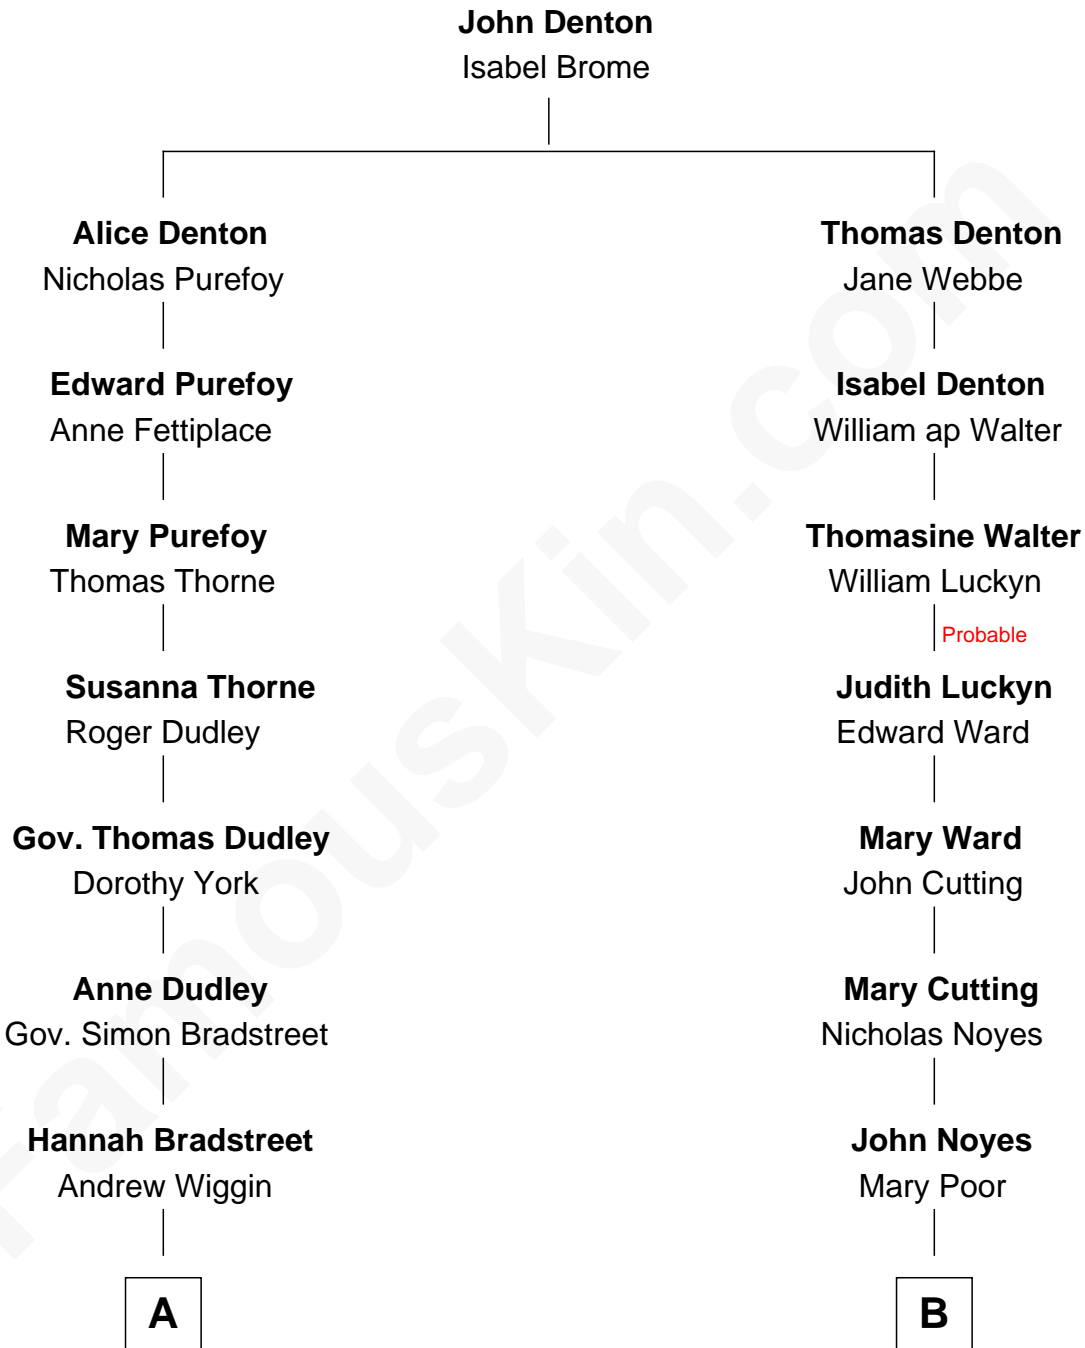 John Denton
Isabel Brome
Alice Denton
Nicholas Purefoy
Edward Purefoy
Anne Fettiplace
Mary Purefoy
Thomas Thorne
Susanna Thorne
Roger Dudley
Gov. Thomas Dudley
Dorothy York
Anne Dudley
Gov. Simon Bradstreet
Hannah Bradstreet
Andrew Wiggin
A
Thomas Denton
Jane Webbe
Isabel Denton
William ap Walter
Thomasine Walter
William Luckyn
Probable
Judith Luckyn
Edward Ward
Mary Ward
John Cutting
Mary Cutting
Nicholas Noyes
John Noyes
Mary Poor
B
FamousKin.com